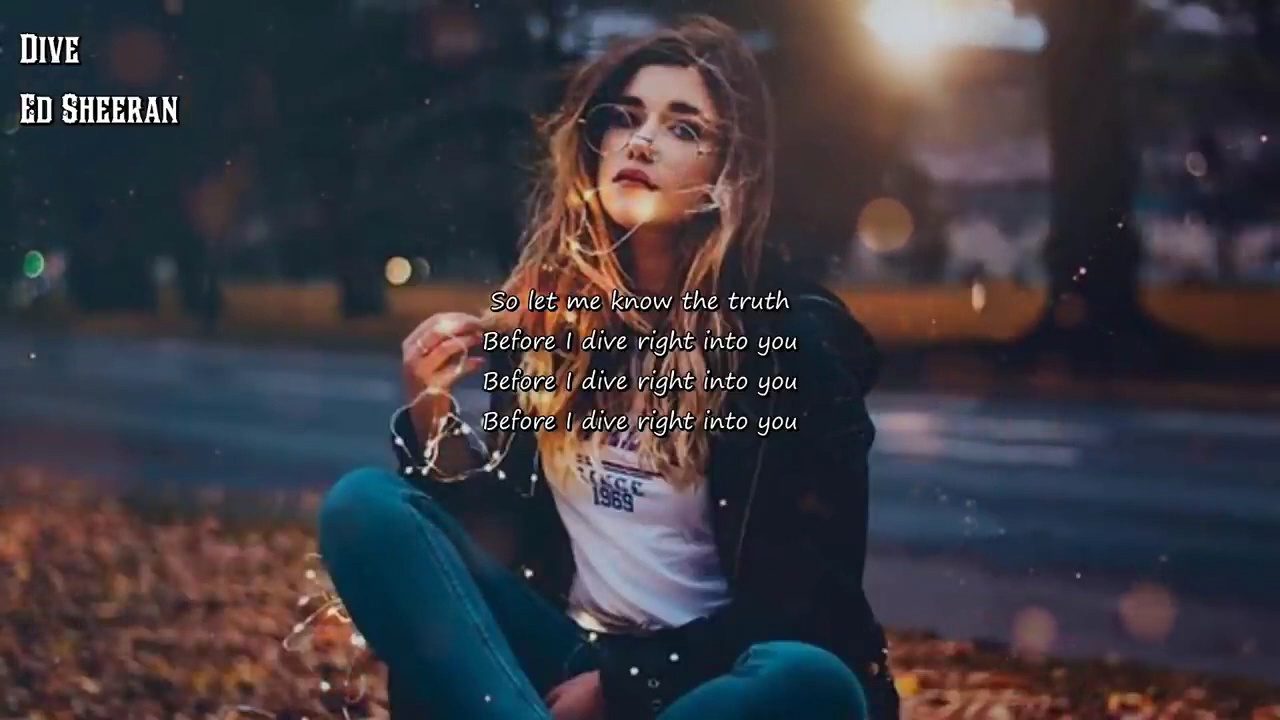 Dive
Ed Sheeran
So let me know the truth
Before I dive right into you
Before I dive right into you
Before I dive right into you
1969